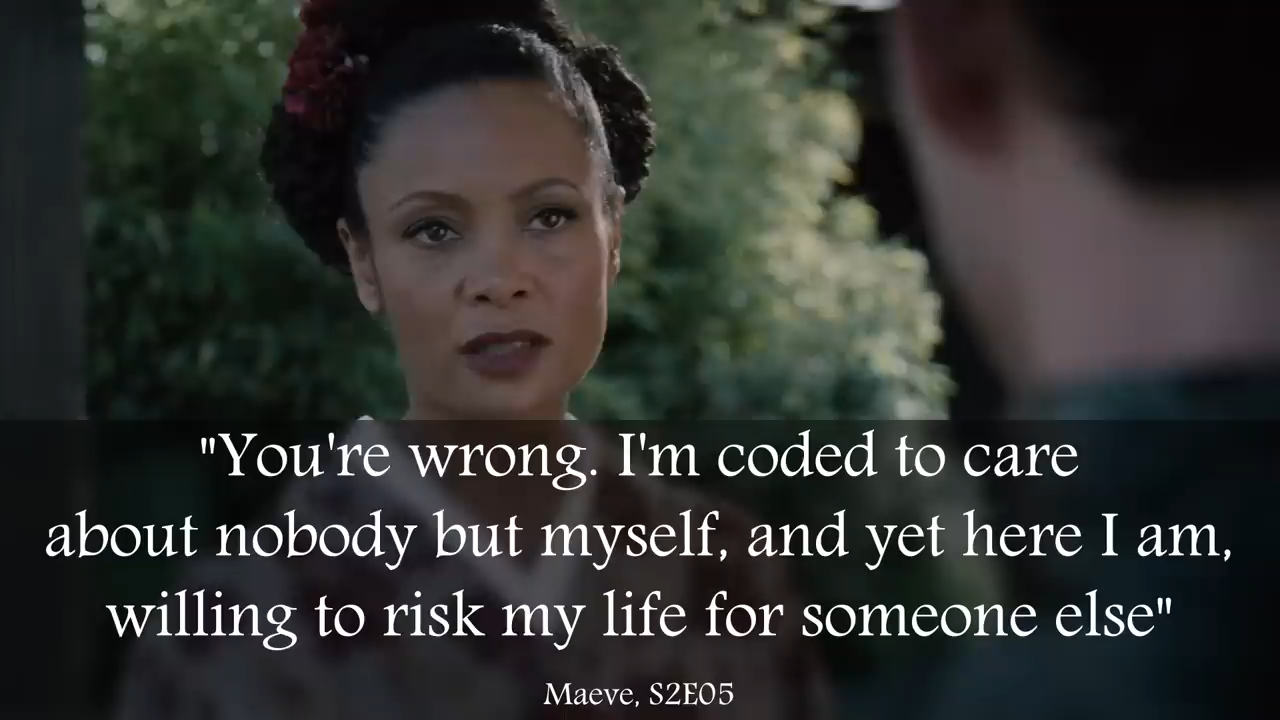 "You're wrong. I'm coded to care
about nobody but myself, and yet here I am,
willing to risk my life for someone else"
Maeve, S2E05